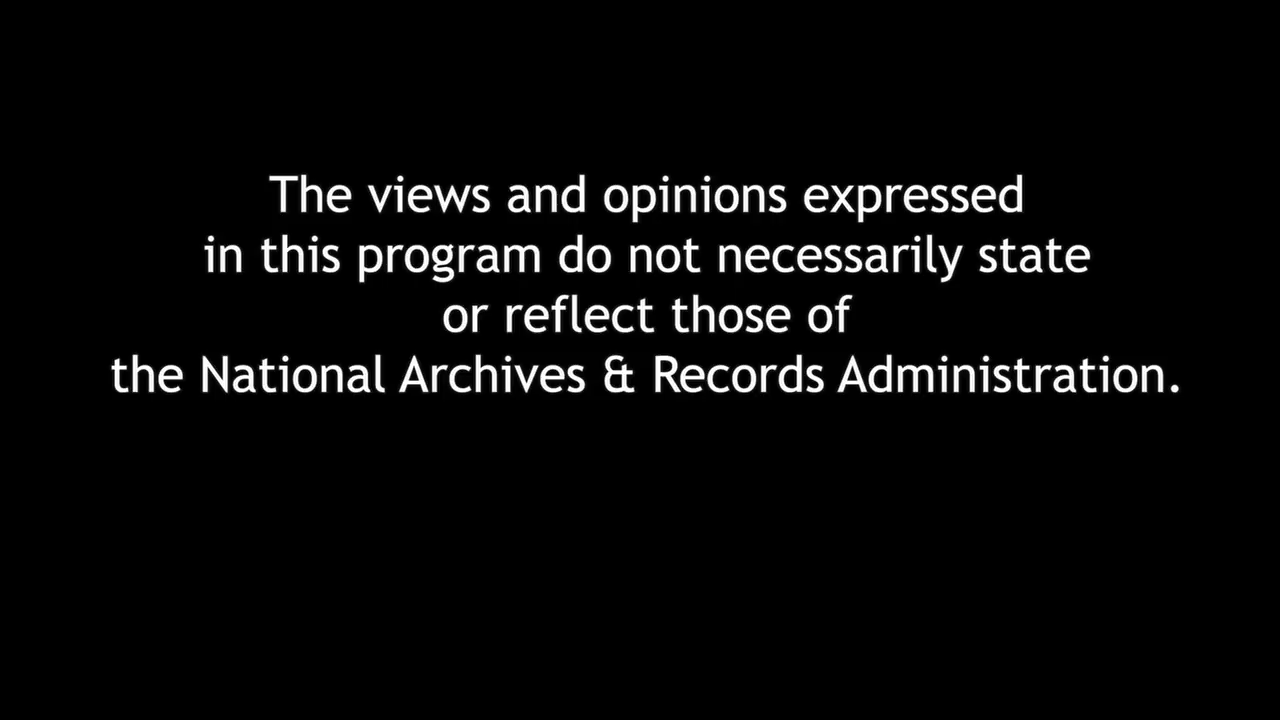 The views and opinions expressed
in this program do not necessarily state
or reflect those of
the National Archives & Records Administration.